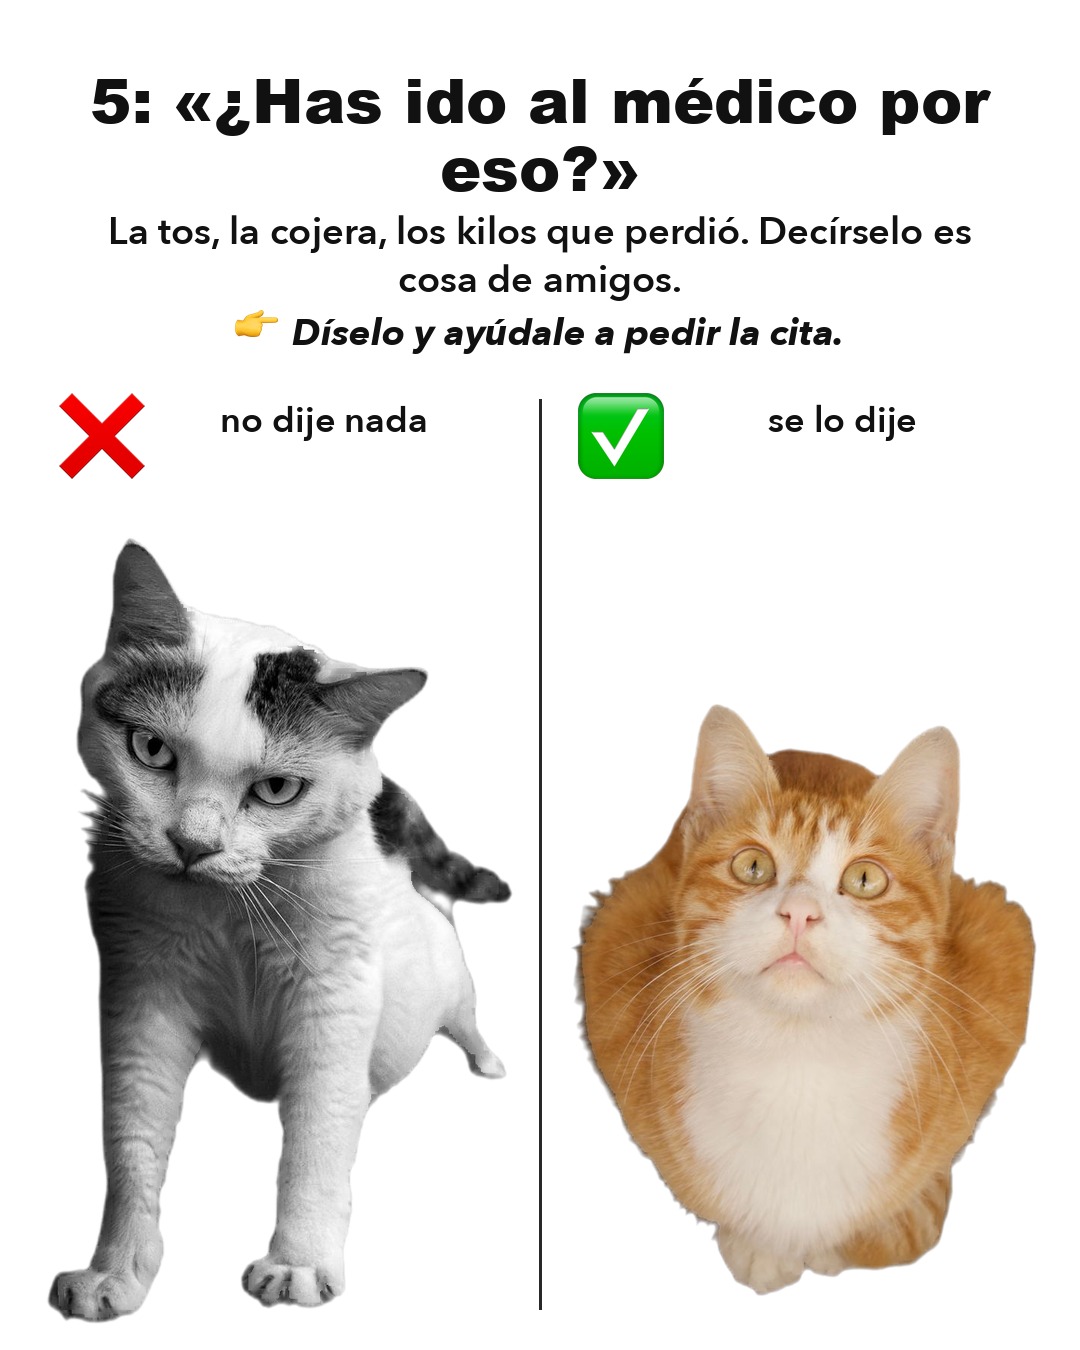 5: «¿Has ido al médico por
eso?»
La tos, la cojera, los kilos que perdió. Decírselo es
cosa de amigos.
👉 Díselo y ayúdale a pedir la cita.
❌ no dije nada
✅ se lo dije